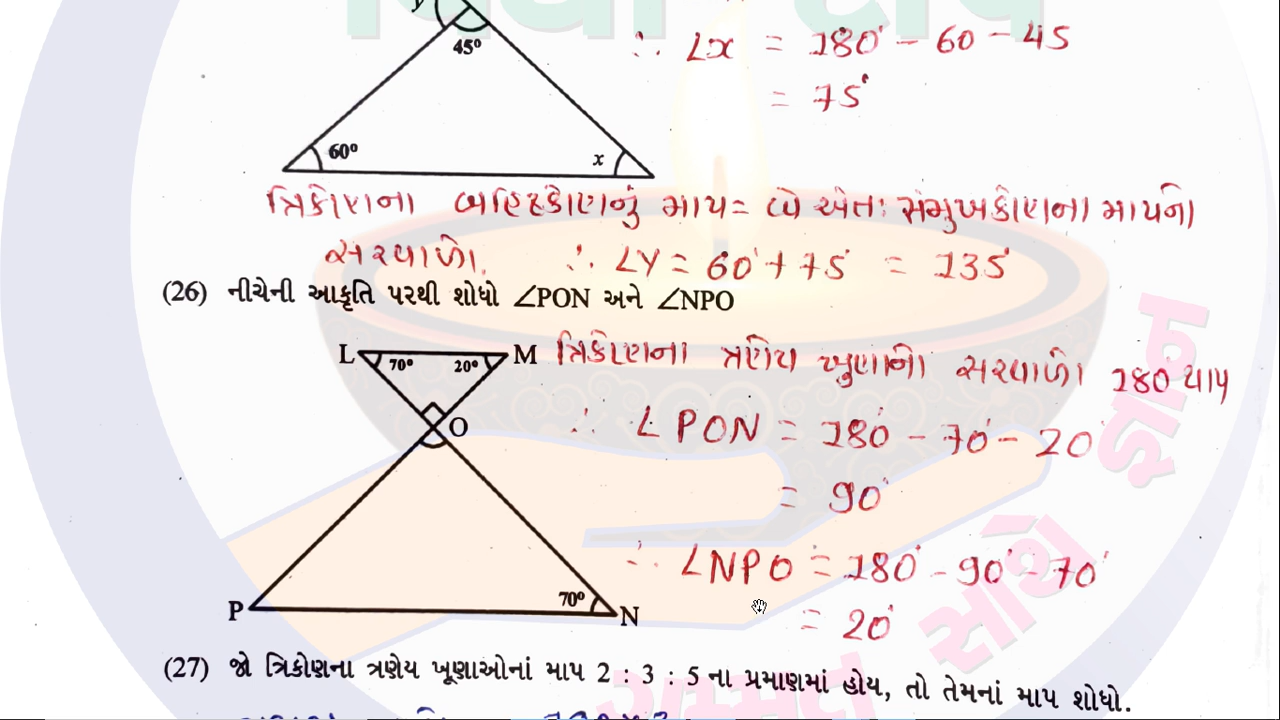 45°
∴ ∠x = 180° - 60 - 45
= 75°
60°
x
ત્રિકોણના બહિષ્કોણનું માપ = બે અંતઃ સંમુખકોણના માપનો
સરવાળો. ∴ ∠Y = 60° + 75° = 135°
(26) નીચેની આકૃતિ પરથી શોધો ∠PON અને ∠NPO
L 70° 20° M ત્રિકોણના ત્રણેય ખુણાનો સરવાળો 180 થાય
O ∴ ∠PON = 180° - 70° - 20°
= 90°
∴ ∠NPO = 180° - 90° - 70°
P 70° N
= 20°
(27) જો ત્રિકોણના ત્રણેય ખૂણાઓનાં માપ 2 : 3 : 5 ના પ્રમાણમાં હોય, તો તેમનાં માપ શોધો.
જ્ઞાન
સાથે
ગમ્મત